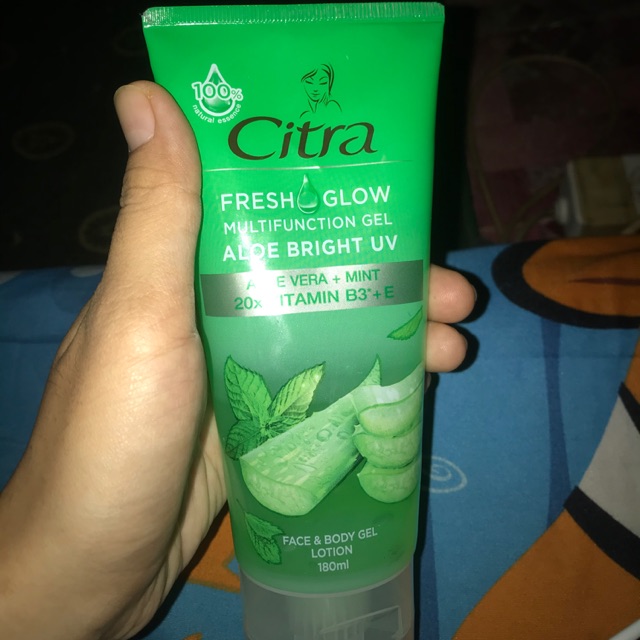 100%
natural essence
Citra
FRESH GLOW
MULTIFUNCTION GEL
ALOE BRIGHT UV
ALOE VERA + MINT
20x VITAMIN B3*+E
FACE & BODY GEL
LOTION
180ml